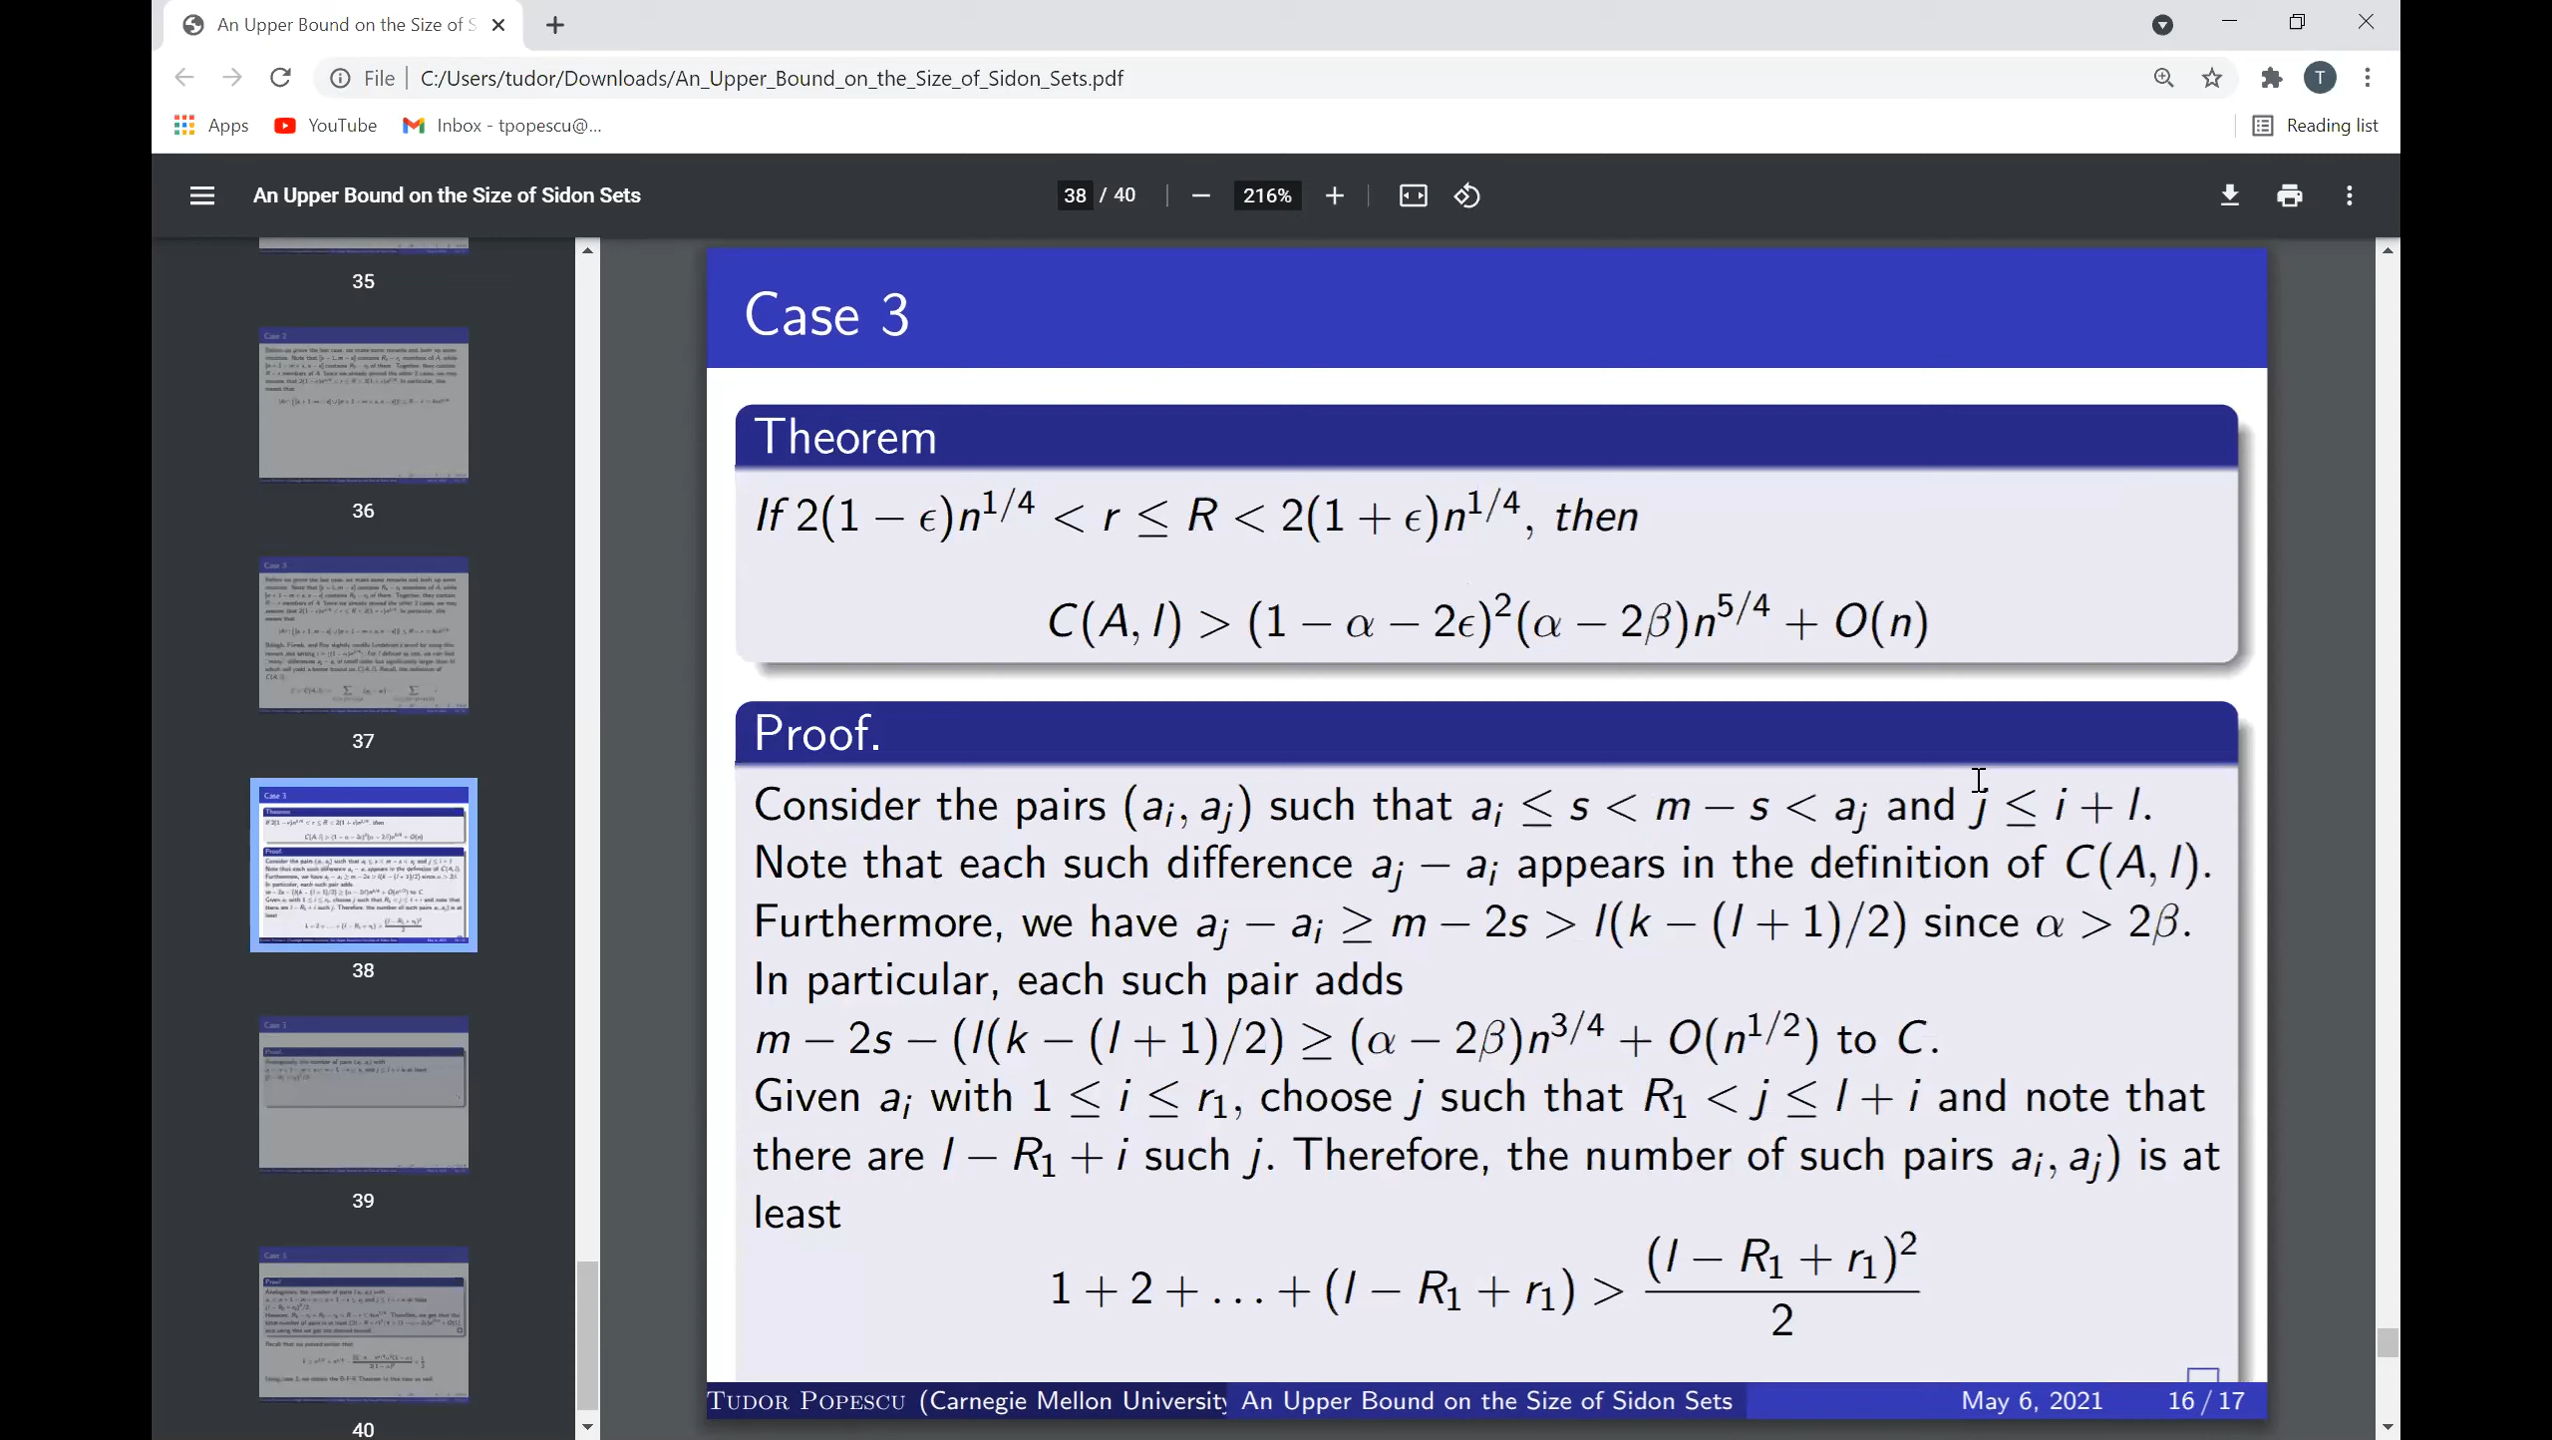 An Upper Bound on the Size of S
File C:/Users/tudor/Downloads/An_Upper_Bound_on_the_Size_of_Sidon_Sets.pdf
T
Apps YouTube Inbox - tpopescu@... Reading list
An Upper Bound on the Size of Sidon Sets 38 / 40 216%
35
36
37
38
39
40
Case 3
Theorem
If 2(1 − ϵ)n^{1/4} < r ≤ R < 2(1 + ϵ)n^{1/4}, then
C(A, l) > (1 − α − 2ϵ)^2(α − 2β)n^{5/4} + O(n)
Proof.
Consider the pairs (a_i, a_j) such that a_i ≤ s < m − s < a_j and j ≤ i + l.
Note that each such difference a_j − a_i appears in the definition of C(A, l).
Furthermore, we have a_j − a_i ≥ m − 2s > l(k − (l + 1)/2) since α > 2β.
In particular, each such pair adds
m − 2s − (l(k − (l + 1)/2) ≥ (α − 2β)n^{3/4} + O(n^{1/2}) to C.
Given a_i with 1 ≤ i ≤ r_1, choose j such that R_1 < j ≤ l + i and note that
there are l − R_1 + i such j. Therefore, the number of such pairs a_i, a_j) is at
least
1 + 2 + . . . + (l − R_1 + r_1) > (l − R_1 + r_1)^2 / 2
TUDOR POPESCU (Carnegie Mellon University An Upper Bound on the Size of Sidon Sets May 6, 2021 16 / 17